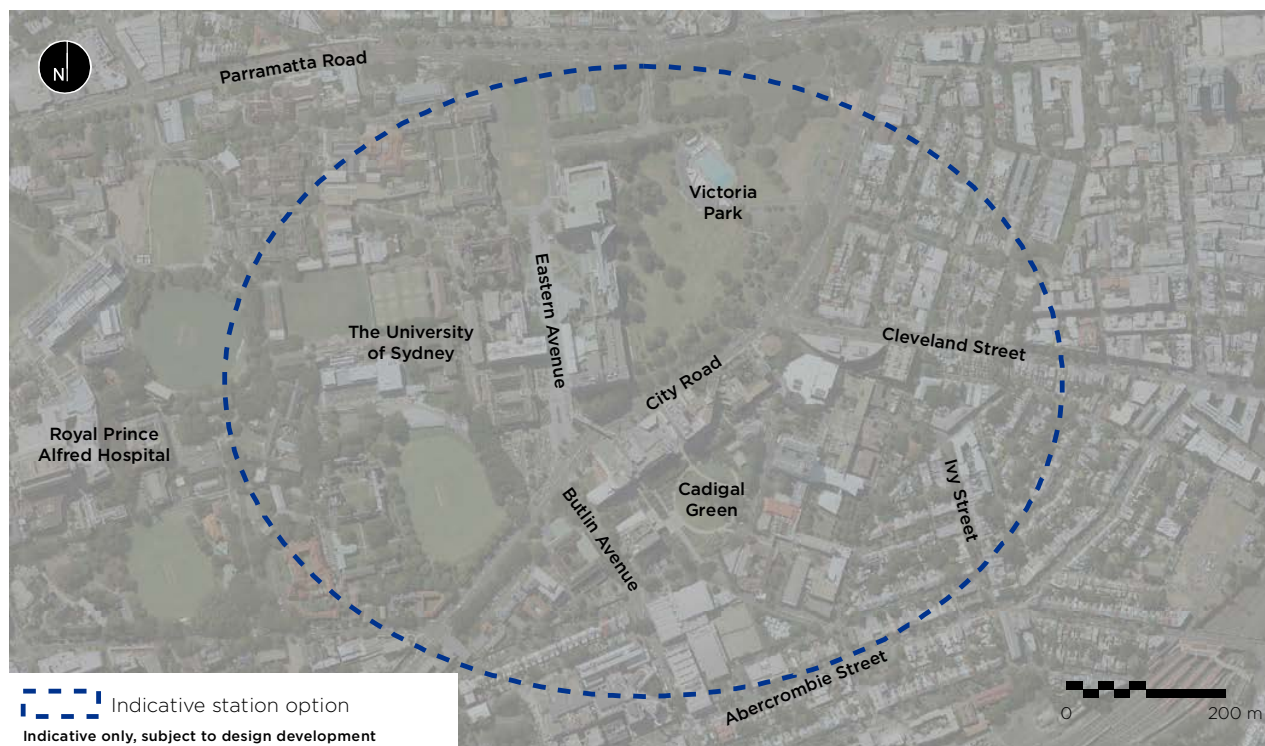 N
Parramatta Road
Victoria
Park
Eastern Avenue
The University
of Sydney
Cleveland Street
City Road
Royal Prince
Alfred Hospital
Ivy Street
Cadigal
Green
Butlin Avenue
Abercrombie Street
0 200 m
Indicative station option
Indicative only, subject to design development